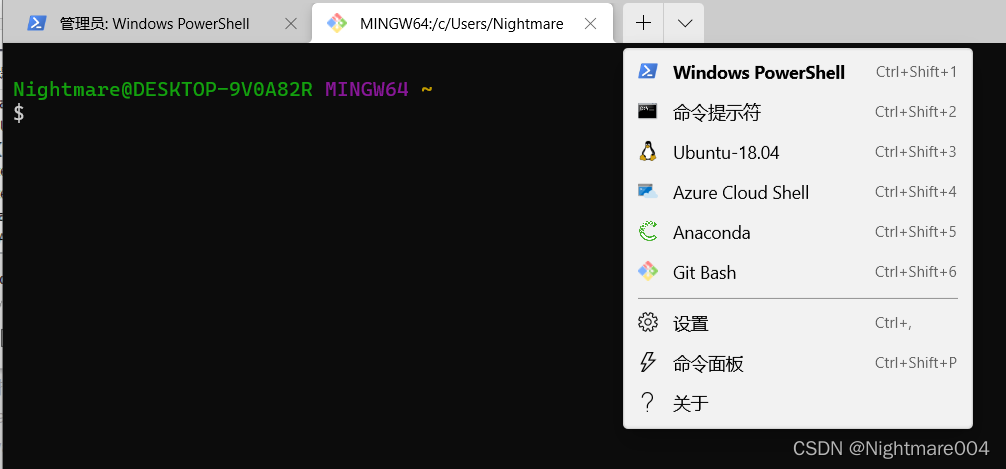 管理员: Windows PowerShell
MINGW64:/c/Users/Nightmare
Nightmare@DESKTOP-9V0A82R MINGW64 ~
$
Windows PowerShell Ctrl+Shift+1
命令提示符 Ctrl+Shift+2
Ubuntu-18.04 Ctrl+Shift+3
Azure Cloud Shell Ctrl+Shift+4
Anaconda Ctrl+Shift+5
Git Bash Ctrl+Shift+6
设置 Ctrl+,
命令面板 Ctrl+Shift+P
关于
CSDN @Nightmare004